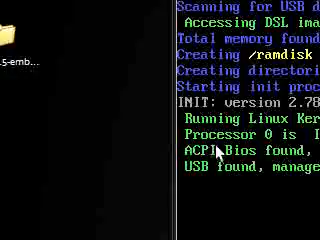 Scanning for USB d
Accessing DSL ima
Total memory found
Creating /ramdisk
Creating directori
Starting init proc
INIT: version 2.78
Running Linux Ker
Processor 0 is I
ACPI Bios found,
USB found, manage
.5-emb...